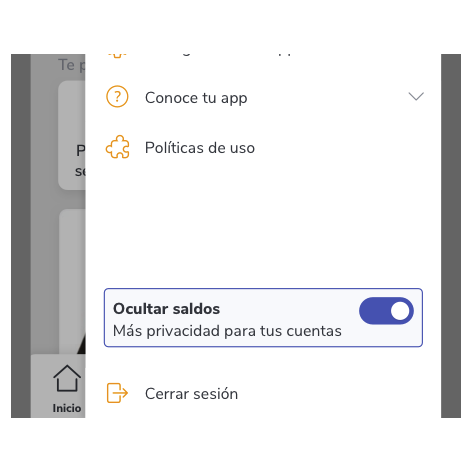 Te p
Conoce tu app
P
Políticas de uso
se
Ocultar saldos
Más privacidad para tus cuentas
Cerrar sesión
Inicio